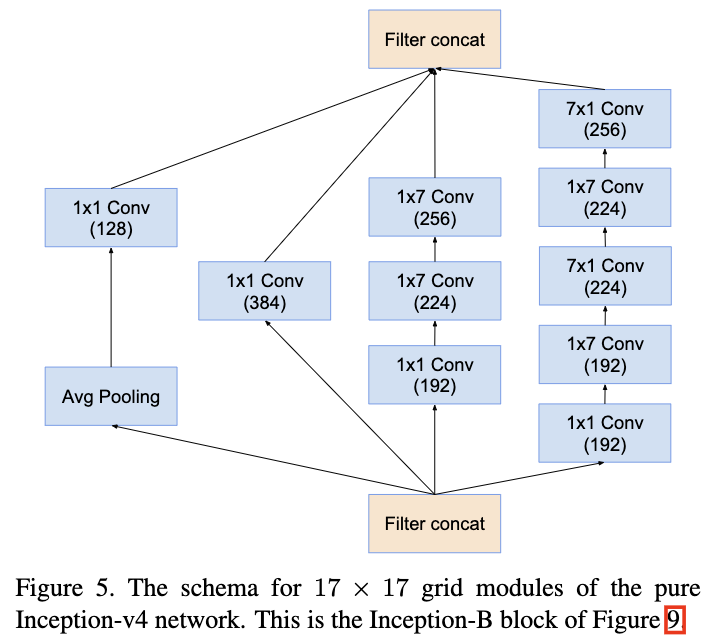 Filter concat
1x1 Conv
(128)
Avg Pooling
1x1 Conv
(384)
1x7 Conv
(256)
1x7 Conv
(224)
1x1 Conv
(192)
7x1 Conv
(256)
1x7 Conv
(224)
7x1 Conv
(224)
1x7 Conv
(192)
1x1 Conv
(192)
Filter concat
Figure 5. The schema for 17 × 17 grid modules of the pure
Inception-v4 network. This is the Inception-B block of Figure 9.